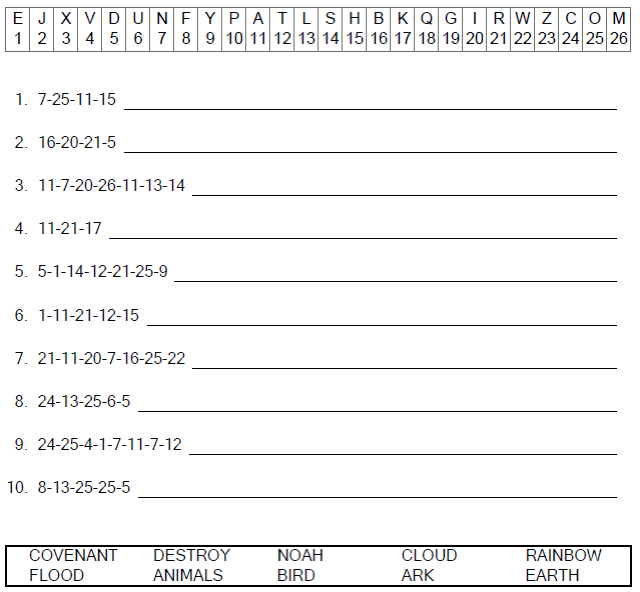 E J X V D U N F Y P A T L S H B K Q G I R W Z C O M
1 2 3 4 5 6 7 8 9 10 11 12 13 14 15 16 17 18 19 20 21 22 23 24 25 26
1. 7-25-11-15
2. 16-20-21-5
3. 11-7-20-26-11-13-14
4. 11-21-17
5. 5-1-14-12-21-25-9
6. 1-11-21-12-15
7. 21-11-20-7-16-25-22
8. 24-13-25-6-5
9. 24-25-4-1-7-11-7-12
10. 8-13-25-25-5
COVENANT DESTROY NOAH CLOUD RAINBOW
FLOOD ANIMALS BIRD ARK EARTH